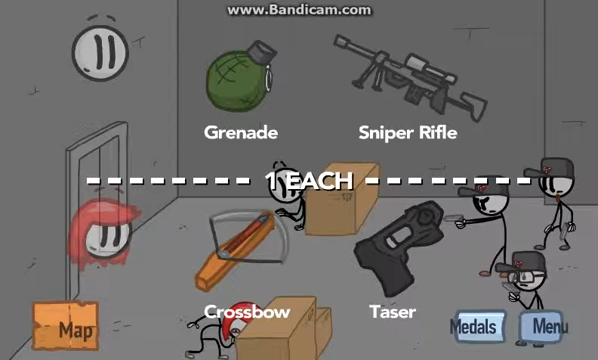 www.Bandicam.com
Grenade
Sniper Rifle
1 EACH
Crossbow
Taser
Map
Medals
Menu